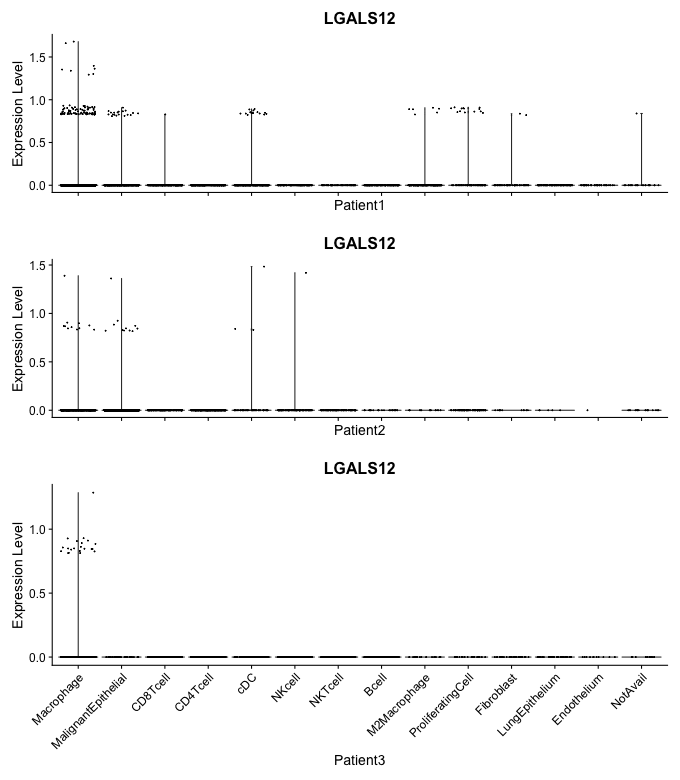 LGALS12
Expression Level
1.5
1.0
0.5
0.0
Patient1
LGALS12
Expression Level
1.5
1.0
0.5
0.0
Patient2
LGALS12
Expression Level
1.0
0.5
0.0
Macrophage
MalignantEpithelial
CD8Tcell
CD4Tcell
cDC
NKcell
NKTcell
Bcell
M2Macrophage
ProliferatingCell
Fibroblast
LungEpithelium
Endothelium
NotAvail
Patient3